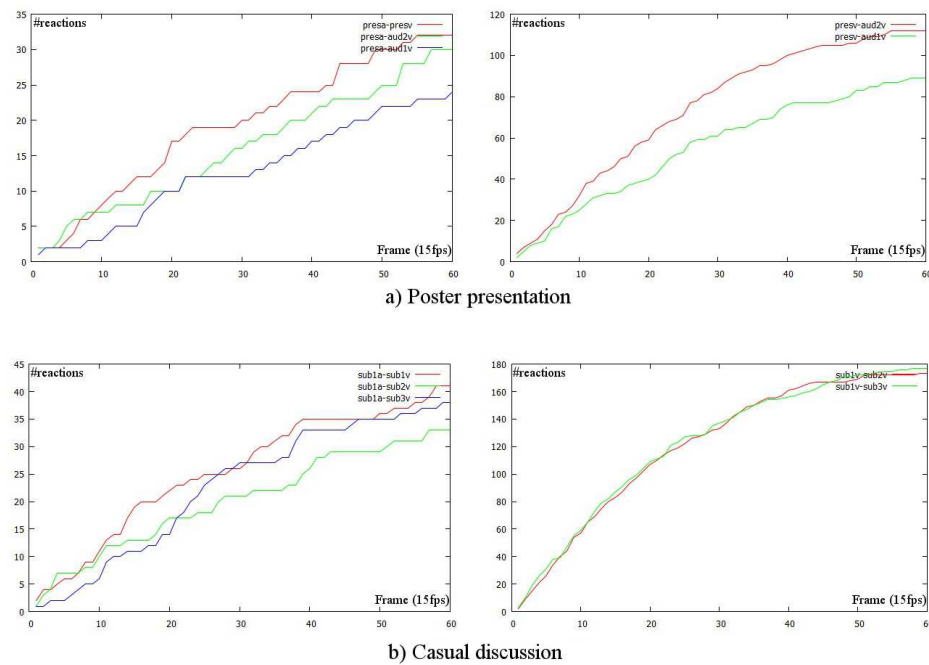 #reactions
presa-presv
presa-aud2v
presa-aud1v
35
30
25
20
15
10
5
0
0 10 20 30 40 50 60
Frame (15fps)
#reactions
presv-aud2v
presv-aud1v
120
100
80
60
40
20
0
0 10 20 30 40 50 60
Frame (15fps)
a) Poster presentation
#reactions
sub1a-sub1v
sub1a-sub2v
sub1a-sub3v
45
40
35
30
25
20
15
10
5
0
0 10 20 30 40 50 60
Frame (15fps)
#reactions
sub1v-sub2v
sub1v-sub3v
180
160
140
120
100
80
60
40
20
0
0 10 20 30 40 50 60
Frame (15fps)
b) Casual discussion